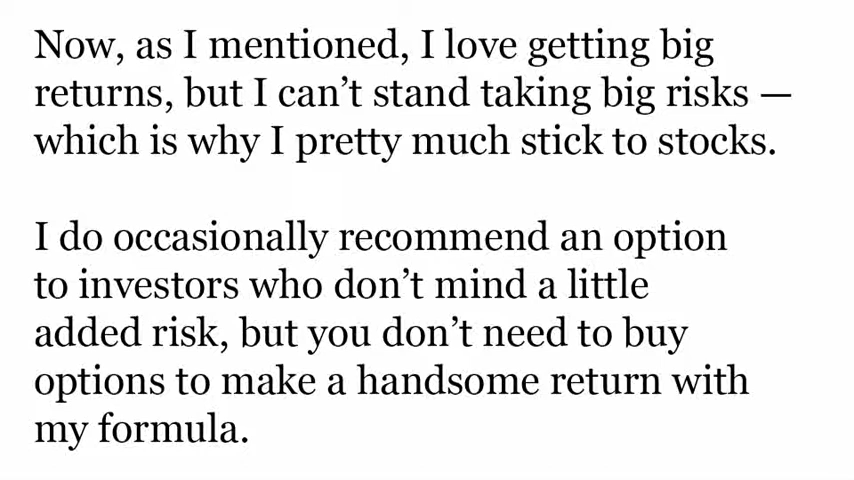 Now, as I mentioned, I love getting big
returns, but I can’t stand taking big risks —
which is why I pretty much stick to stocks.
I do occasionally recommend an option
to investors who don’t mind a little
added risk, but you don’t need to buy
options to make a handsome return with
my formula.